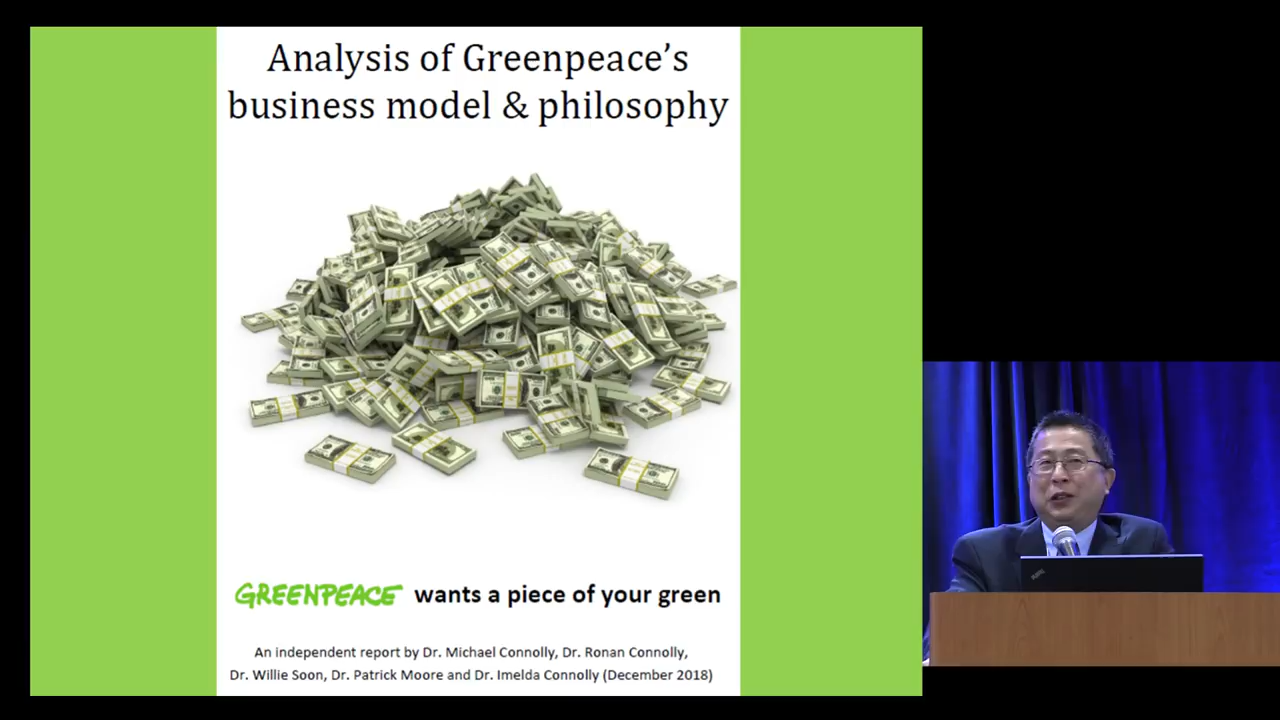 Analysis of Greenpeace's
business model & philosophy
GREENPEACE wants a piece of your green
An independent report by Dr. Michael Connolly, Dr. Ronan Connolly,
Dr. Willie Soon, Dr. Patrick Moore and Dr. Imelda Connolly (December 2018)